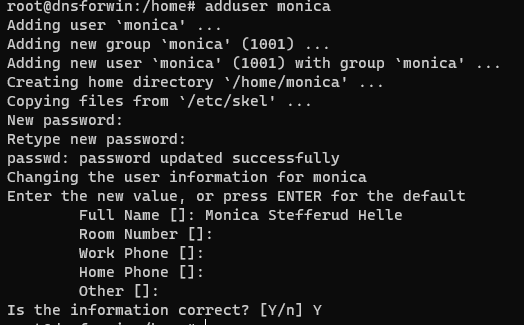 root@dnsforwin:/home# adduser monica
Adding user `monica' ...
Adding new group `monica' (1001) ...
Adding new user `monica' (1001) with group `monica' ...
Creating home directory `/home/monica' ...
Copying files from `/etc/skel' ...
New password:
Retype new password:
passwd: password updated successfully
Changing the user information for monica
Enter the new value, or press ENTER for the default
        Full Name []: Monica Stefferud Helle
        Room Number []:
        Work Phone []:
        Home Phone []:
        Other []:
Is the information correct? [Y/n] Y